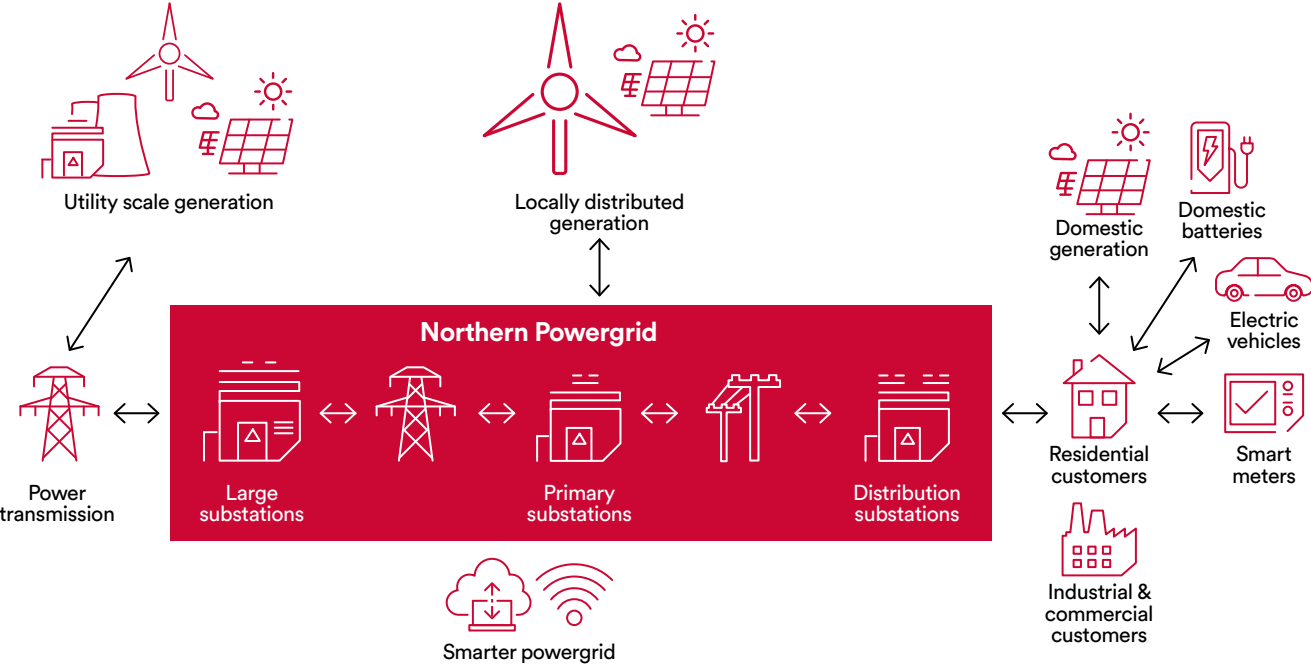 Utility scale generation
Locally distributed
generation
Domestic
generation
Domestic
batteries
Electric
vehicles
Northern Powergrid
Power
transmission
Large
substations
Primary
substations
Distribution
substations
Residential
customers
Smart
meters
Industrial &
commercial
customers
Smarter powergrid